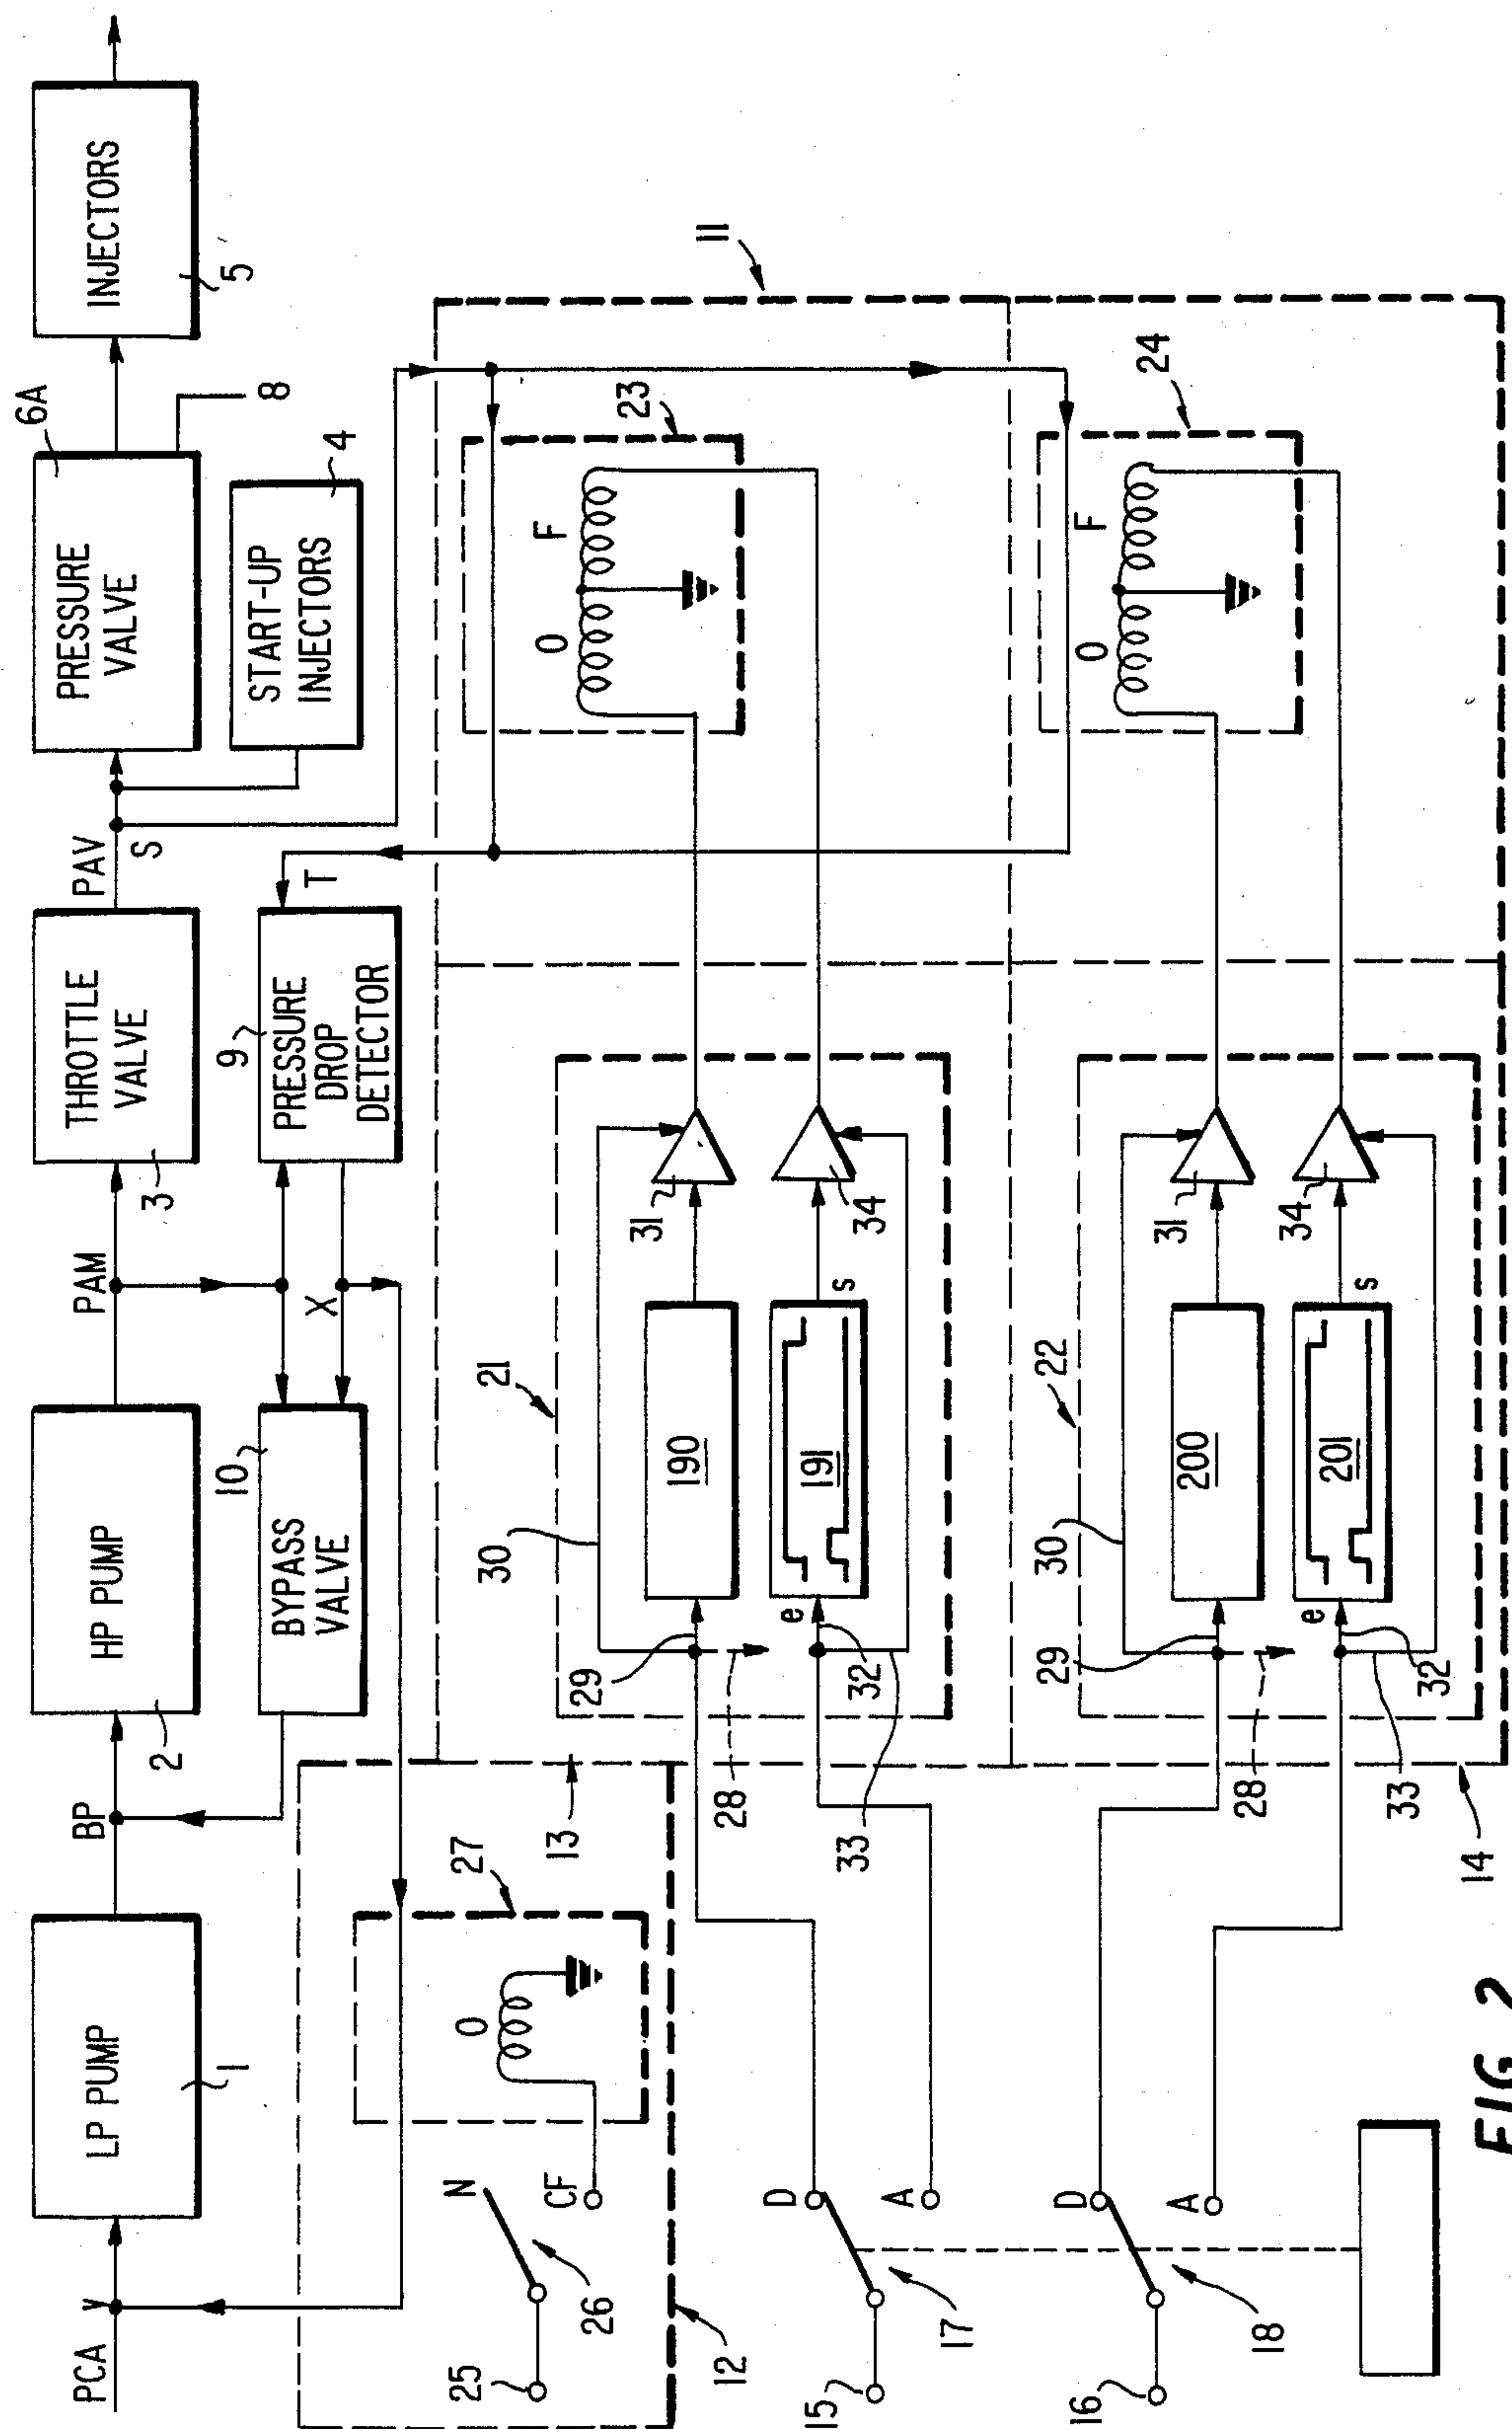 PCA
V
LP PUMP
1
BP
HP PUMP
2
PAM
THROTTLE
VALVE
3
PAV
S
PRESSURE
VALVE
6A
8
INJECTORS
5
START-UP
INJECTORS
4
BYPASS
VALVE
10
X
PRESSURE
DROP
DETECTOR
9
T
11
25
26
N
CF
O
27
12
13
21
30
29
28
190
31
e
191
s
32
33
34
23
O
F
15
17
D
A
16
18
D
A
14
22
30
29
28
200
31
e
201
s
32
33
34
24
O
F
FIG. 2